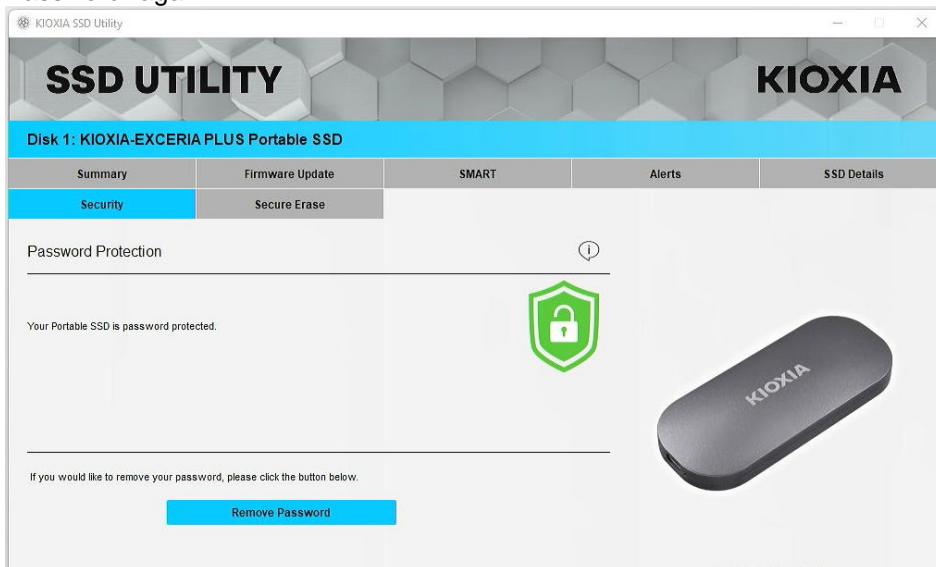 KIOXIA SSD Utility
SSD UTILITY
KIOXIA
Disk 1: KIOXIA-EXCERIA PLUS Portable SSD
Summary
Firmware Update
SMART
Alerts
SSD Details
Security
Secure Erase
Password Protection
Your Portable SSD is password protected.
KIOXIA
If you would like to remove your password, please click the button below.
Remove Password